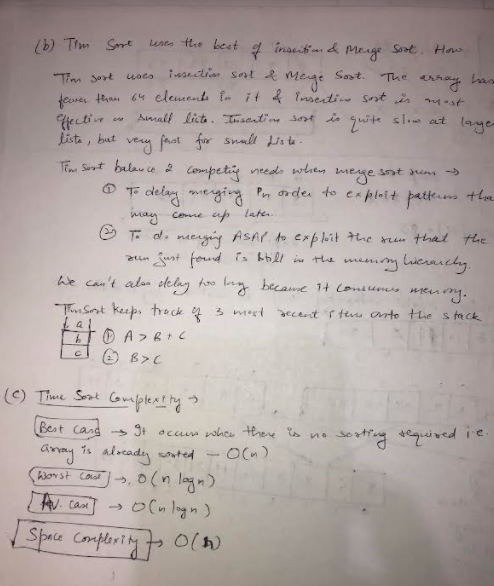 (b) Tim Sort uses the best of insertion & Merge Sort. How
Tim sort uses insertion sort & Merge Sort. The array has
fewer than 64 elements in it & insertion sort is most
effective in small lists. Insertion sort is quite slow at large
lists, but very fast for small lists.
Tim Sort balance 2 competing needs when merge sort run →
① To delay merging in order to exploit patterns tha
may come up later.
② To do merging ASAP to exploit the run that the
run just found is still in the memory hierarchy.
We can't also delay too long because it consumes memory.
Tim Sort keeps track of 3 most recent items onto the stack
a
b ① A > B + C
c ② B > C
(c) Time Sort Complexity →
Best Case → It occurs when there is no sorting required i.e.
array is already sorted - O(n)
Worst Case →, O(n logn)
Av. Case → O(n logn)
Space Complexity → O(n)